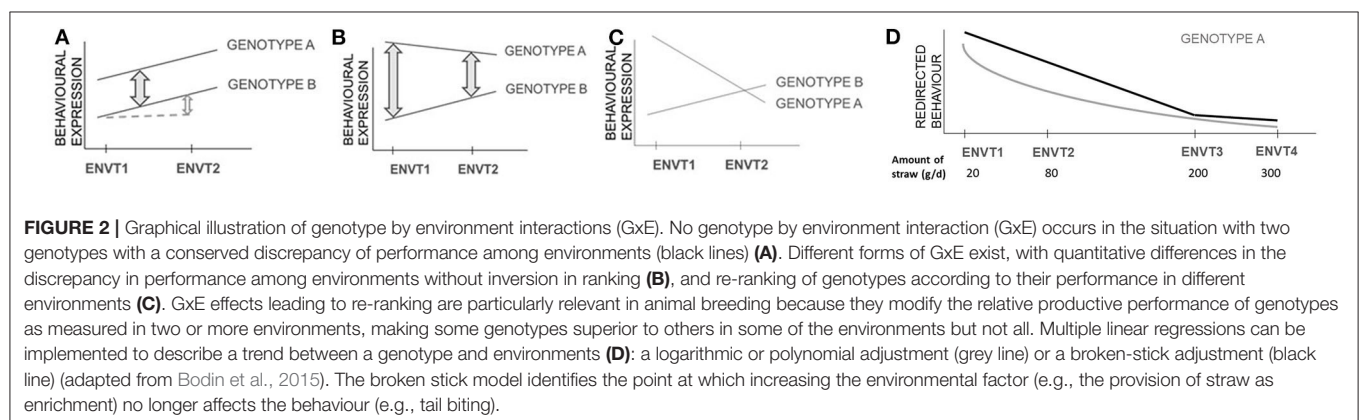 A
BEHAVIOURAL
EXPRESSION
GENOTYPE A
GENOTYPE B
ENVT1 ENVT2
B
BEHAVIOURAL
EXPRESSION
GENOTYPE A
GENOTYPE B
ENVT1 ENVT2
C
BEHAVIOURAL
EXPRESSION
GENOTYPE B
GENOTYPE A
ENVT1 ENVT2
D
REDIRECTED
BEHAVIOUR
GENOTYPE A
ENVT1 ENVT2 ENVT3 ENVT4
Amount of
straw (g/d) 20 80 200 300
FIGURE 2 | Graphical illustration of genotype by environment interactions (GxE). No genotype by environment interaction (GxE) occurs in the situation with two
genotypes with a conserved discrepancy of performance among environments (black lines) (A). Different forms of GxE exist, with quantitative differences in the
discrepancy in performance among environments without inversion in ranking (B), and re-ranking of genotypes according to their performance in different
environments (C). GxE effects leading to re-ranking are particularly relevant in animal breeding because they modify the relative productive performance of genotypes
as measured in two or more environments, making some genotypes superior to others in some of the environments but not all. Multiple linear regressions can be
implemented to describe a trend between a genotype and environments (D): a logarithmic or polynomial adjustment (grey line) or a broken-stick adjustment (black
line) (adapted from Bodin et al., 2015). The broken stick model identifies the point at which increasing the environmental factor (e.g., the provision of straw as
enrichment) no longer affects the behaviour (e.g., tail biting).